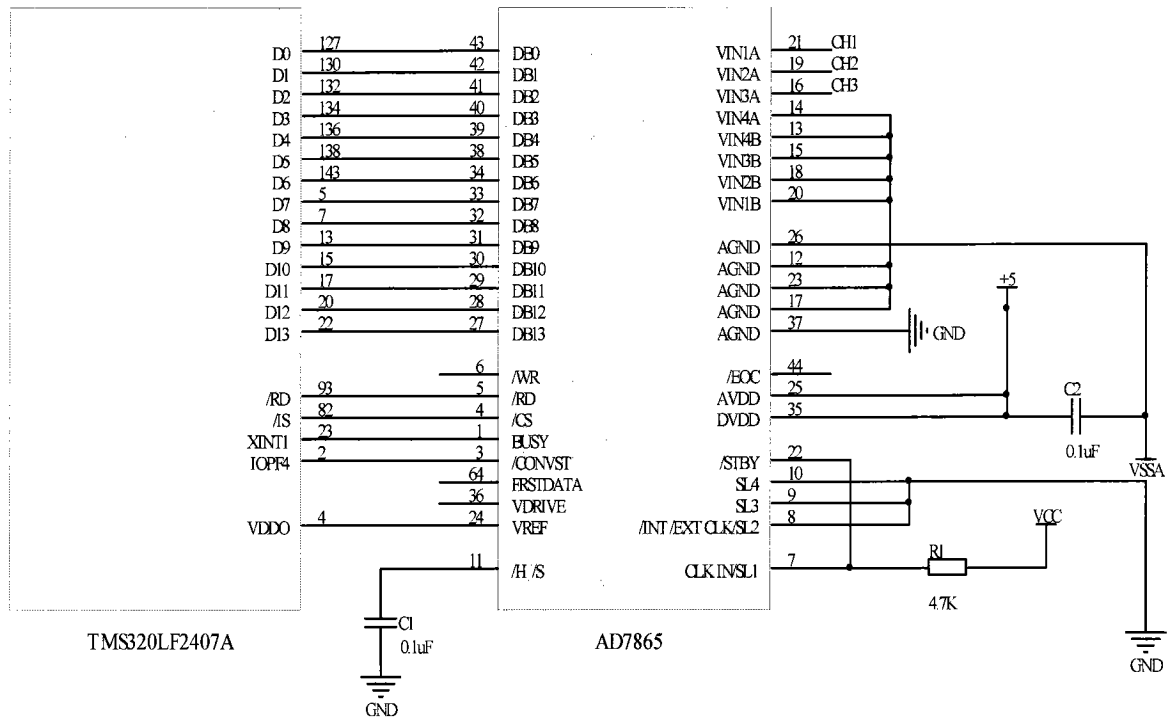 D0 127 43 DB0 VIN1A 21 CH1
D1 130 42 DB1 VIN2A 19 CH2
D2 132 41 DB2 VIN3A 16 CH3
D3 134 40 DB3 VIN4A 14
D4 136 39 DB4 VIN4B 13
D5 138 38 DB5 VIN3B 15
D6 143 34 DB6 VIN2B 18
D7 5 33 DB7 VIN1B 20
D8 7 32 DB8
D9 13 31 DB9 AGND 26
D10 15 30 DB10 AGND 12
D11 17 29 DB11 AGND 23 +5
D12 20 28 DB12 AGND 17
D13 22 27 DB13 AGND 37 GND
6 /WR /EOC 44
/RD 93 5 /RD AVDD 25 C2
/IS 82 4 /CS DVDD 35
XINT1 23 1 BUSY 0.1uF
IOPF4 2 3 /CONVST /STBY 22 VSSA
64 FRSTDATA SL4 10
36 VDRIVE SL3 9
VDDO 4 24 VREF /INT /EXT CLK/SL2 8 VCC
11 /H /S CLK IN/SL1 7 R1
4.7K
C1
0.1uF
TMS320LF2407A AD7865
GND
GND